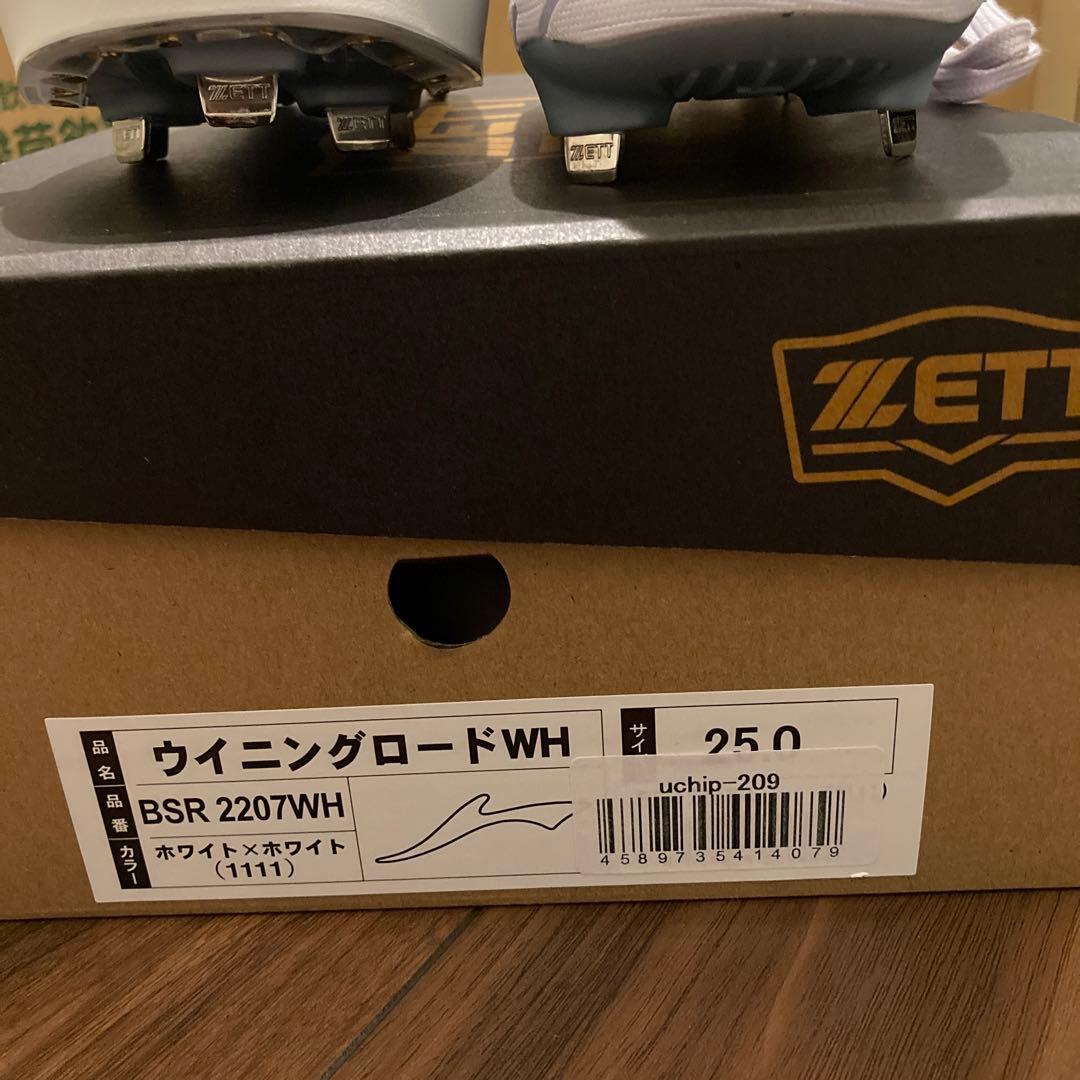 ZETT
ZETT
ZETT
ZETT
ZETT
ZETT
品名 ウイニングロードWH
サイ 25.0
品番 BSR 2207WH
カラー ホワイト×ホワイト
(1111)
uchip-209
4589735414079